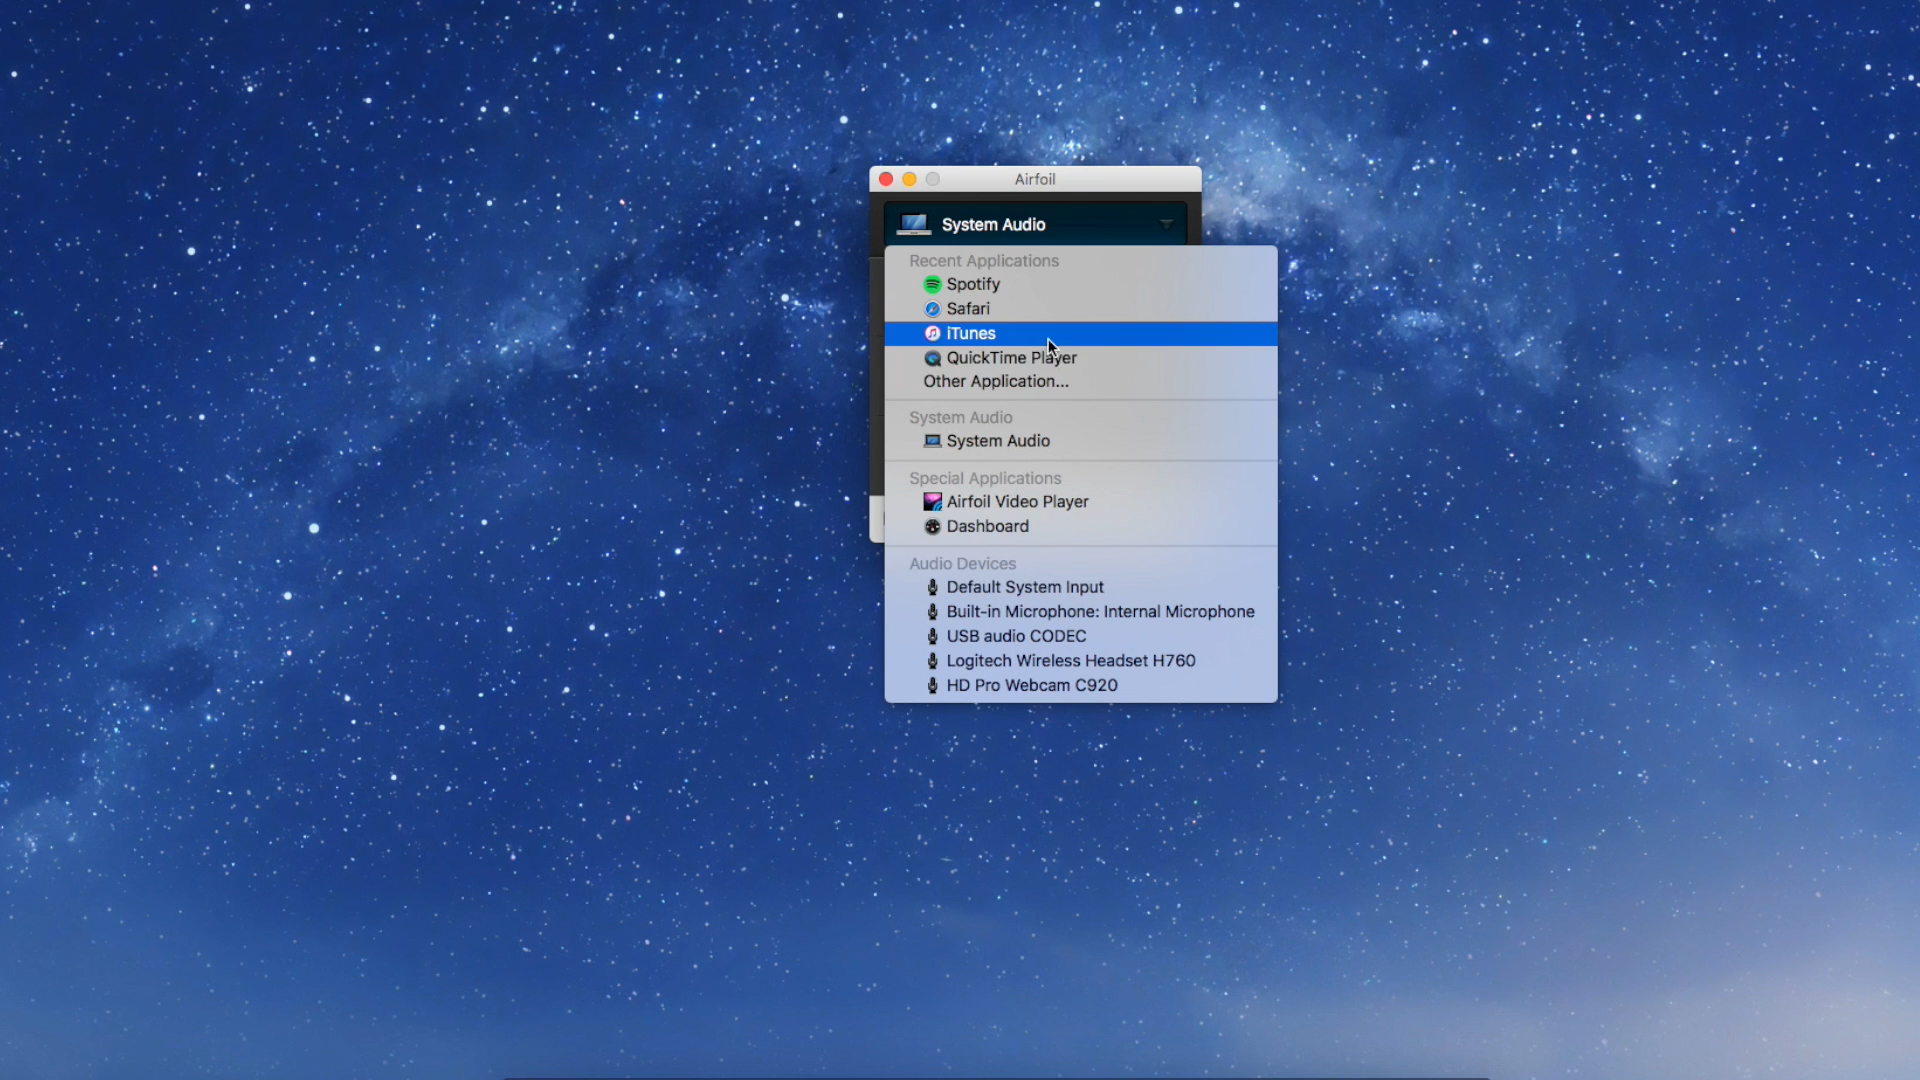 Airfoil
System Audio
Recent Applications
Spotify
Safari
iTunes
QuickTime Player
Other Application...
System Audio
System Audio
Special Applications
Airfoil Video Player
Dashboard
Audio Devices
Default System Input
Built-in Microphone: Internal Microphone
USB audio CODEC
Logitech Wireless Headset H760
HD Pro Webcam C920